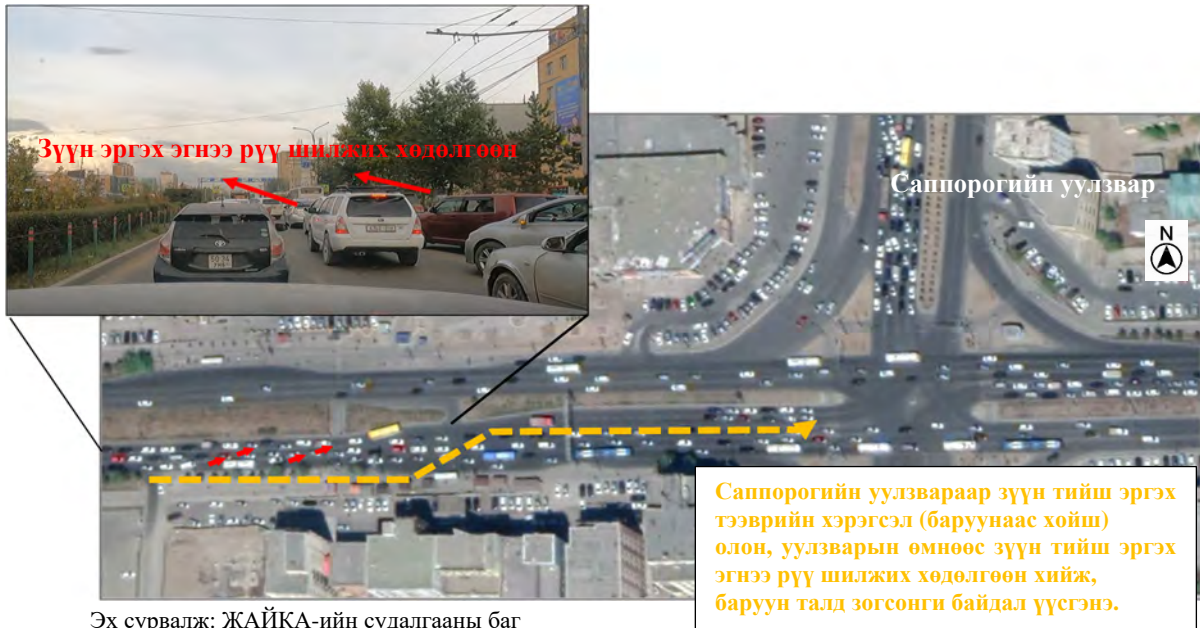 Зүүн эргэх эгнээ рүү шилжих хөдөлгөөн
Саппорогийн уулзвар
N
Саппорогийн уулзвараар зүүн тийш эргэх
тээврийн хэрэгсэл (баруунаас хойш)
олон, уулзварын өмнөөс зүүн тийш эргэх
эгнээ рүү шилжих хөдөлгөөн хийж,
баруун талд зогсонги байдал үүсгэнэ.
Эх сурвалж: ЖАЙКА-ийн судалгааны баг